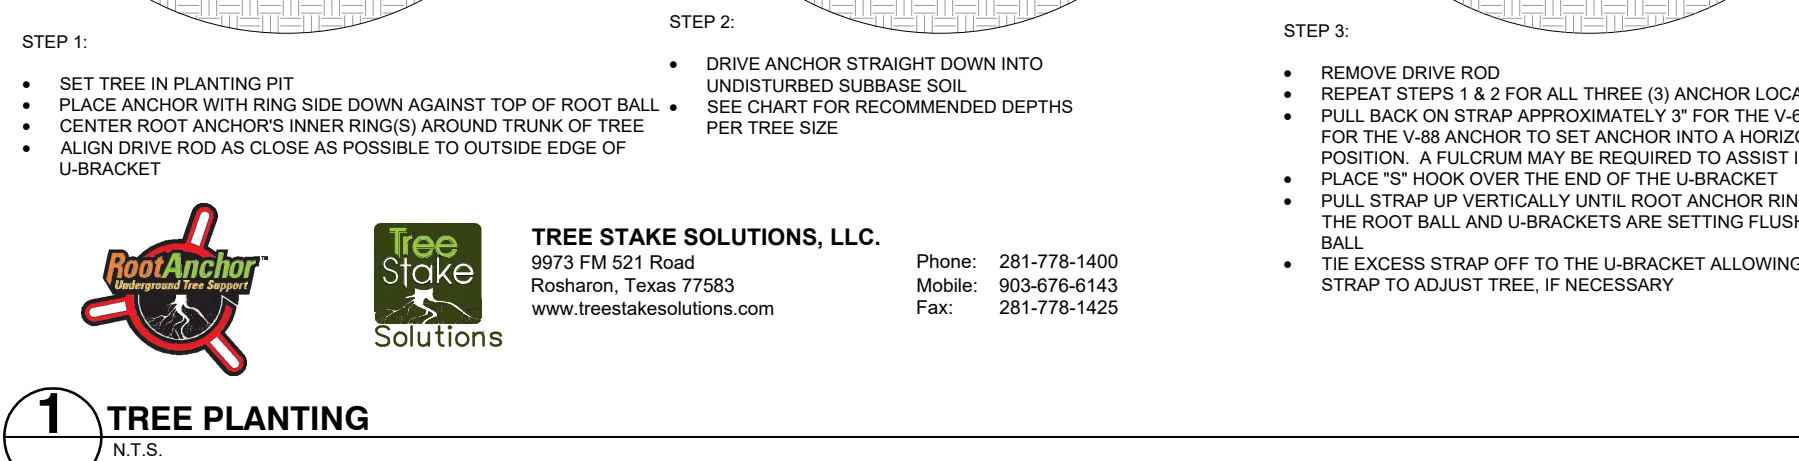 STEP 1:
• SET TREE IN PLANTING PIT
• PLACE ANCHOR WITH RING SIDE DOWN AGAINST TOP OF ROOT BALL
• CENTER ROOT ANCHOR'S INNER RING(S) AROUND TRUNK OF TREE
• ALIGN DRIVE ROD AS CLOSE AS POSSIBLE TO OUTSIDE EDGE OF
U-BRACKET
STEP 2:
• DRIVE ANCHOR STRAIGHT DOWN INTO
UNDISTURBED SUBBASE SOIL
• SEE CHART FOR RECOMMENDED DEPTHS
PER TREE SIZE
STEP 3:
• REMOVE DRIVE ROD
• REPEAT STEPS 1 & 2 FOR ALL THREE (3) ANCHOR LOCA
• PULL BACK ON STRAP APPROXIMATELY 3" FOR THE V-6
FOR THE V-88 ANCHOR TO SET ANCHOR INTO A HORIZO
POSITION. A FULCRUM MAY BE REQUIRED TO ASSIST I
• PLACE "S" HOOK OVER THE END OF THE U-BRACKET
• PULL STRAP UP VERTICALLY UNTIL ROOT ANCHOR RIN
THE ROOT BALL AND U-BRACKETS ARE SETTING FLUSH
BALL
• TIE EXCESS STRAP OFF TO THE U-BRACKET ALLOWING
STRAP TO ADJUST TREE, IF NECESSARY
RootAnchor™
Underground Tree Support
Tree
Stake
Solutions
TREE STAKE SOLUTIONS, LLC.
9973 FM 521 Road
Rosharon, Texas 77583
www.treestakesolutions.com
Phone: 281-778-1400
Mobile: 903-676-6143
Fax: 281-778-1425
1
TREE PLANTING
N.T.S.